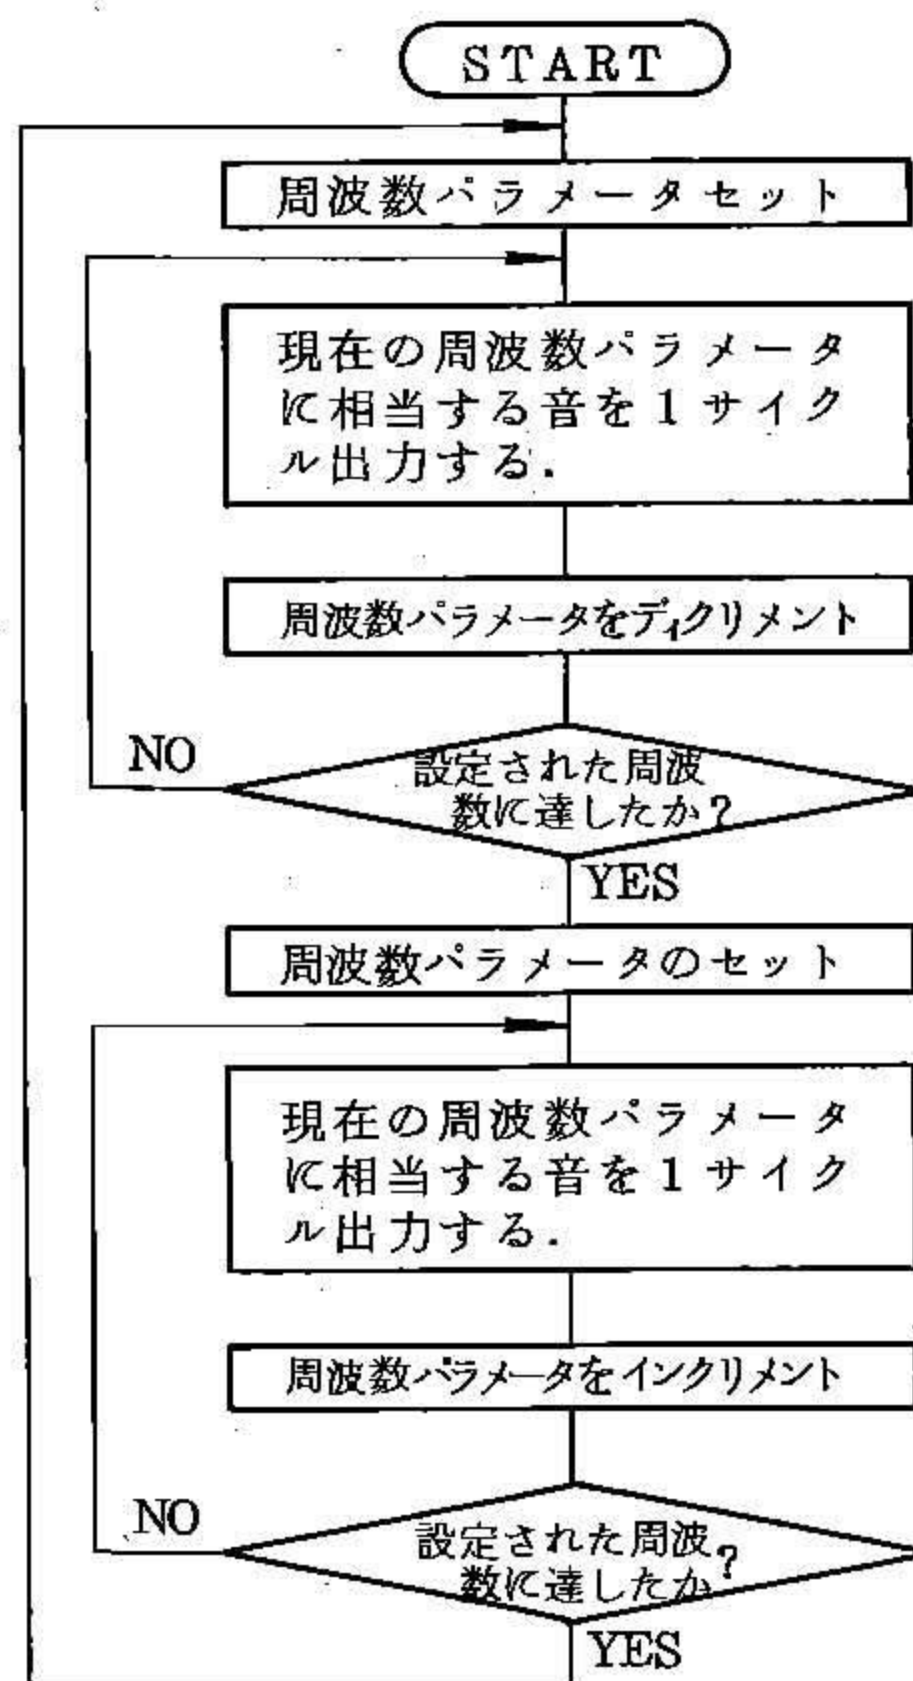 START
周波数パラメータセット
現在の周波数パラメータ
に相当する音を1サイク
ル出力する.
周波数パラメータをディクリメント
NO
設定された周波
数に達したか?
YES
周波数パラメータのセット
現在の周波数パラメータ
に相当する音を1サイク
ル出力する.
周波数パラメータをインクリメント
NO
設定された周波
数に達したか?
YES